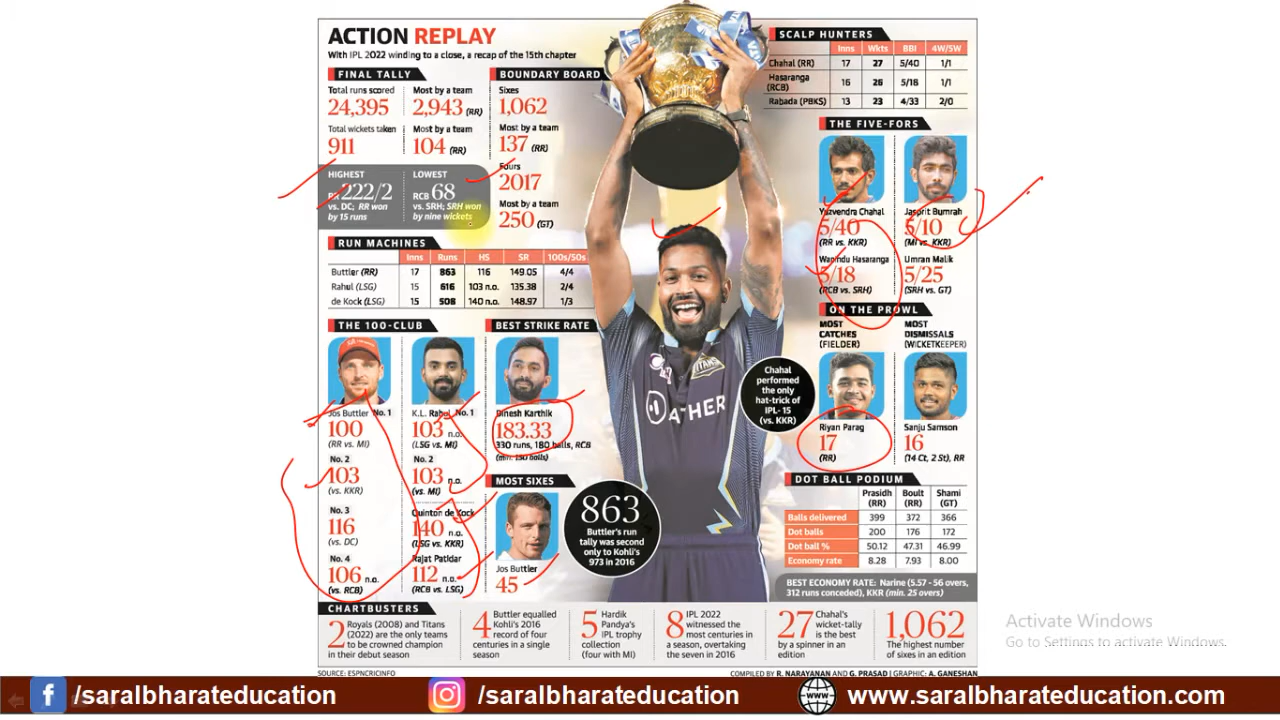 ACTION REPLAY
With IPL 2022 winding to a close, a recap of the 15th chapter
FINAL TALLY
Total runs scored
24,395
Most by a team
2,943 (RR)
Total wickets taken
911
Most by a team
104 (RR)
HIGHEST
RR 222/2
vs. DC; RR won
by 15 runs
LOWEST
RCB 68
vs. SRH; SRH won
by nine wickets
BOUNDARY BOARD
Sixes
1,062
Most by a team
137 (RR)
Fours
2017
Most by a team
250 (GT)
RUN MACHINES
Inns Runs HS SR 100s/50s
Buttler (RR) 17 863 116 149.05 4/4
Rahul (LSG) 15 616 103 n.o. 135.38 2/4
de Kock (LSG) 15 508 140 n.o. 148.97 1/3
THE 100-CLUB
Jos Buttler No. 1
100
(RR vs. MI)
No. 2
103
(vs. KKR)
No. 3
116
(vs. DC)
No. 4
106 n.o.
(vs. RCB)
K.L. Rahul No. 1
103 n.o.
(LSG vs. MI)
No. 2
103 n.o.
(vs. MI)
Quinton de Kock
140 n.o.
(LSG vs. KKR)
Rajat Patidar
112 n.o.
(RCB vs. LSG)
BEST STRIKE RATE
Dinesh Karthik
183.33
330 runs, 180 balls, RCB
(min. 150 balls)
MOST SIXES
Jos Buttler
45
863
Buttler's run
tally was second
only to Kohli's
973 in 2016
ATHER
TITANS
SCALP HUNTERS
Inns Wkts BBI 4W/5W
Chahal (RR) 17 27 5/40 1/1
Hasaranga
(RCB) 16 26 5/18 1/1
Rabada (PBKS) 13 23 4/33 2/0
THE FIVE-FORS
Yuzvendra Chahal
5/40
(RR vs. KKR)
Wanindu Hasaranga
5/18
(RCB vs. SRH)
Jasprit Bumrah
5/10
(MI vs. KKR)
Umran Malik
5/25
(SRH vs. GT)
ON THE PROWL
MOST
CATCHES
(FIELDER)
Riyan Parag
17
(RR)
MOST
DISMISSALS
(WICKETKEEPER)
Sanju Samson
16
(14 Ct, 2 St), RR
Chahal
performed
the only
hat-trick of
IPL-15
(vs. KKR)
DOT BALL PODIUM
Prasidh (RR) Boult (RR) Shami (GT)
Balls delivered 399 372 366
Dot balls 200 176 172
Dot ball % 50.12 47.31 46.99
Economy rate 8.28 7.93 8.00
BEST ECONOMY RATE: Narine (5.57 - 56 overs,
312 runs conceded), KKR (min. 25 overs)
CHARTBUSTERS
2 Royals (2008) and Titans
(2022) are the only teams
to be crowned champion
in their debut season
4 Buttler equalled
Kohli's 2016
record of four
centuries in a single
season
5 Hardik
Pandya's
IPL trophy
collection
(four with MI)
8 IPL 2022
witnessed the
most centuries in
a season, overtaking
the seven in 2016
27 Chahal's
wicket-tally
is the best
by a spinner in an
edition
1,062
The highest number
of sixes in an edition
SOURCE: ESPNCRICINFO
COMPILED BY R. NARAYANAN AND G. PRASAD | GRAPHIC: A. GANESHAN
Activate Windows
Go to Settings to activate Windows.
/saralbharateducation
/saralbharateducation
www.saralbharateducation.com